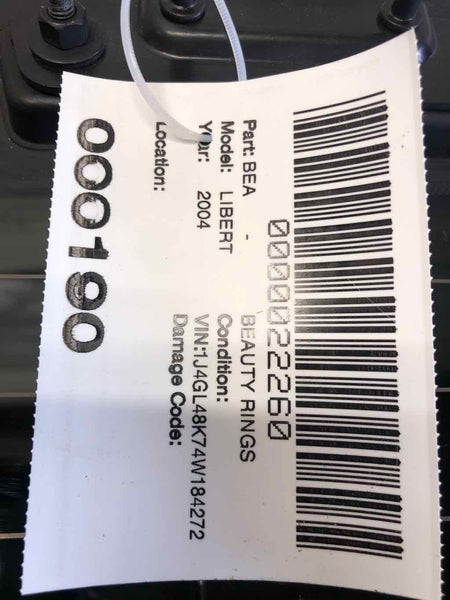 0000022260
Part: BEA - BEAUTY RINGS
Model: LIBERT Condition:
Year: 2004 VIN:1J4GL48K74W184272
Location: Damage Code:
000190